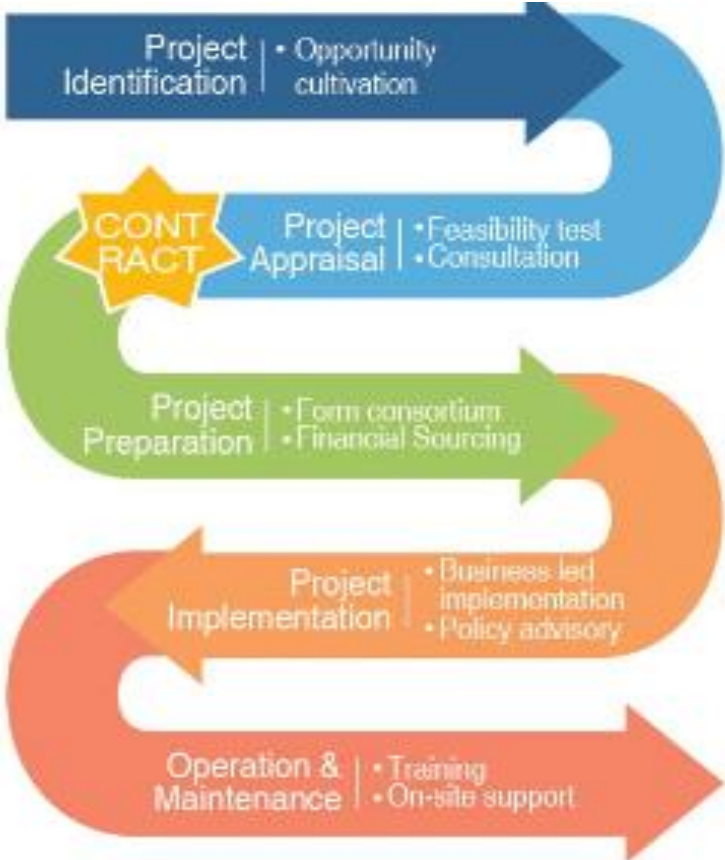 Project
Identification
• Opportunity
cultivation
CONT
RACT
Project
Appraisal
• Feasibility test
• Consultation
Project
Preparation
• Form consortium
• Financial Sourcing
Project
Implementation
• Business led
implementation
• Policy advisory
Operation &
Maintenance
• Training
• On-site support